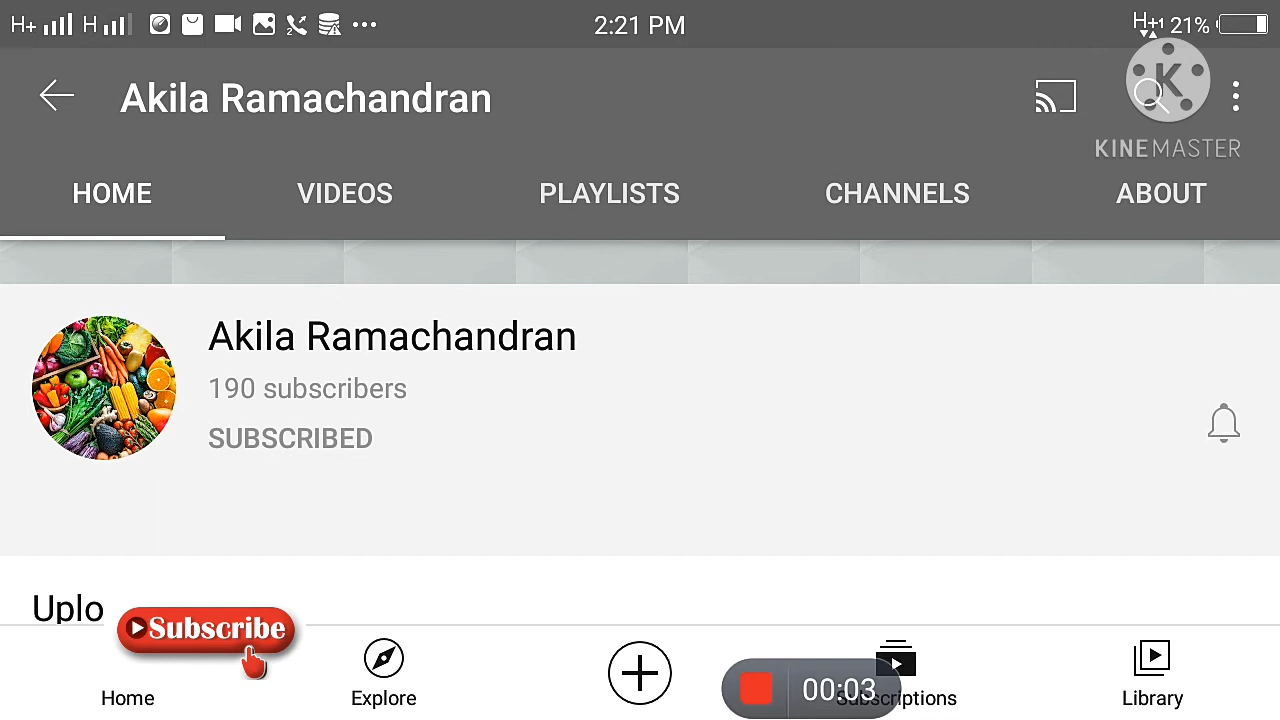 H+ H 2:21 PM H+ 1 21%
Akila Ramachandran
K
KINEMASTER
HOME VIDEOS PLAYLISTS CHANNELS ABOUT
Akila Ramachandran
190 subscribers
SUBSCRIBED
Uplo
Subscribe
00:03
Home Explore Subscriptions Library